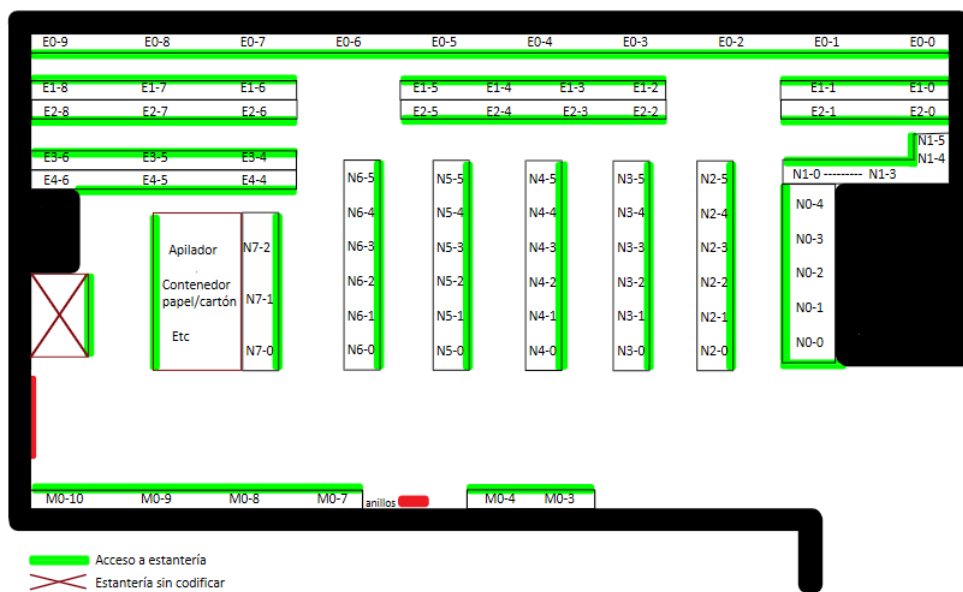 E0-9 E0-8 E0-7 E0-6 E0-5 E0-4 E0-3 E0-2 E0-1 E0-0
E1-8 E1-7 E1-6 E1-5 E1-4 E1-3 E1-2 E1-1 E1-0
E2-8 E2-7 E2-6 E2-5 E2-4 E2-3 E2-2 E2-1 E2-0
N1-5
E3-6 E3-5 E3-4 N1-4
E4-6 E4-5 E4-4 N6-5 N5-5 N4-5 N3-5 N2-5 N1-0 --------- N1-3
N6-4 N5-4 N4-4 N3-4 N2-4 N0-4
Apilador N7-2 N6-3 N5-3 N4-3 N3-3 N2-3 N0-3
Contenedor N6-2 N5-2 N4-2 N3-2 N2-2 N0-2
papel/cartón N7-1 N6-1 N5-1 N4-1 N3-1 N2-1 N0-1
Etc
N7-0 N6-0 N5-0 N4-0 N3-0 N2-0 N0-0
M0-10 M0-9 M0-8 M0-7 anillos M0-4 M0-3
Acceso a estantería
Estantería sin codificar